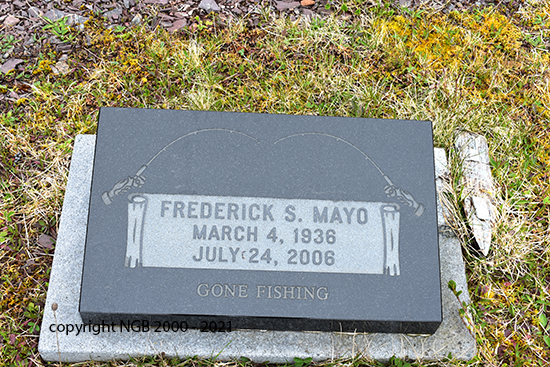 FREDERICK S. MAYO
MARCH 4, 1936
JULY 24, 2006
GONE FISHING
copyright NGB 2000 - 2021